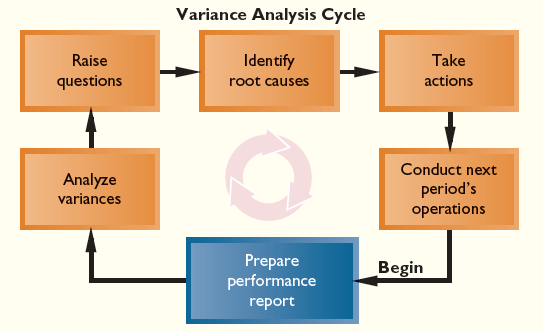 Variance Analysis Cycle
Raise
questions
Identify
root causes
Take
actions
Analyze
variances
Conduct next
period's
operations
Begin
Prepare
performance
report